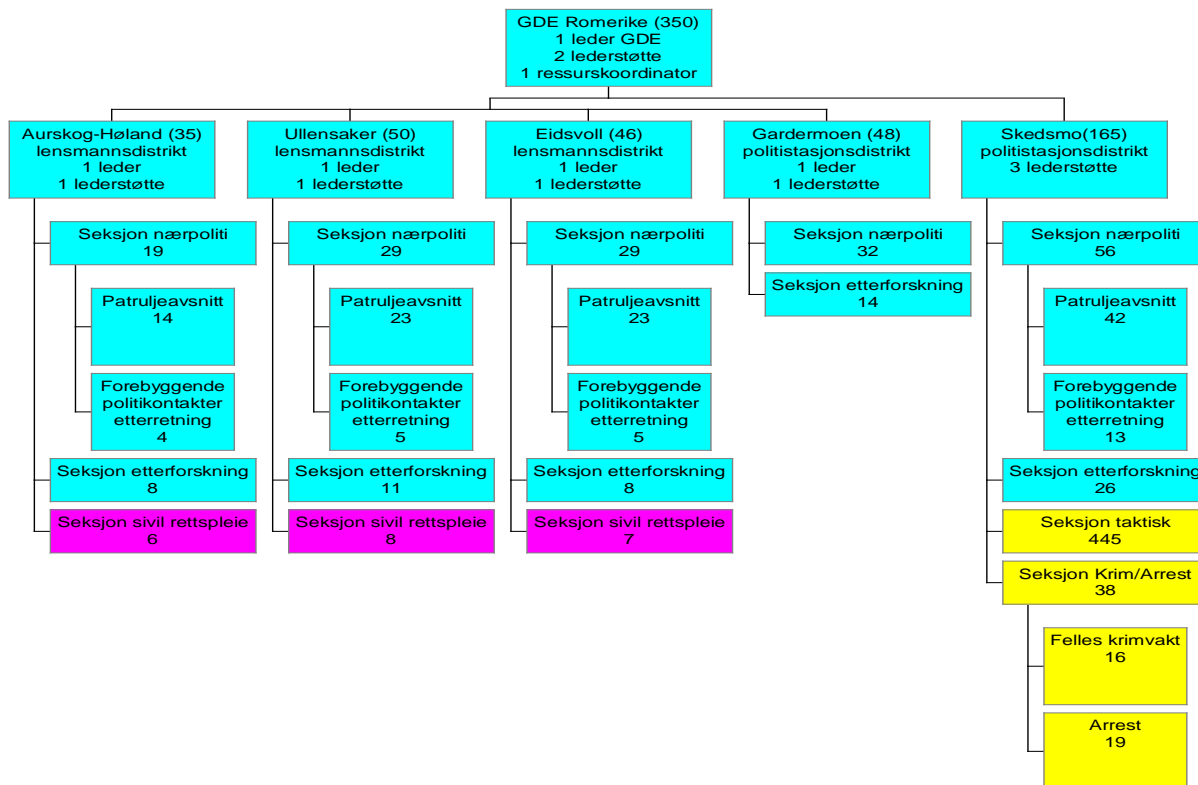 GDE Romerike (350)
1 leder GDE
2 lederstøtte
1 ressurskoordinator
Aurskog-Høland (35)
lensmannsdistrikt
1 leder
1 lederstøtte
Seksjon nærpoliti
19
Patruljeavsnitt
14
Forebyggende
politikontakter
etterretning
4
Seksjon etterforskning
8
Seksjon sivil rettspleie
6
Ullensaker (50)
lensmannsdistrikt
1 leder
1 lederstøtte
Seksjon nærpoliti
29
Patruljeavsnitt
23
Forebyggende
politikontakter
etterretning
5
Seksjon etterforskning
11
Seksjon sivil rettspleie
8
Eidsvoll (46)
lensmannsdistrikt
1 leder
1 lederstøtte
Seksjon nærpoliti
29
Patruljeavsnitt
23
Forebyggende
politikontakter
etterretning
5
Seksjon etterforskning
8
Seksjon sivil rettspleie
7
Gardermoen (48)
politistasjonsdistrikt
1 leder
1 lederstøtte
Seksjon nærpoliti
32
Seksjon etterforskning
14
Skedsmo(165)
politistasjonsdistrikt
3 lederstøtte
Seksjon nærpoliti
56
Patruljeavsnitt
42
Forebyggende
politikontakter
etterretning
13
Seksjon etterforskning
26
Seksjon taktisk
445
Seksjon Krim/Arrest
38
Felles krimvakt
16
Arrest
19